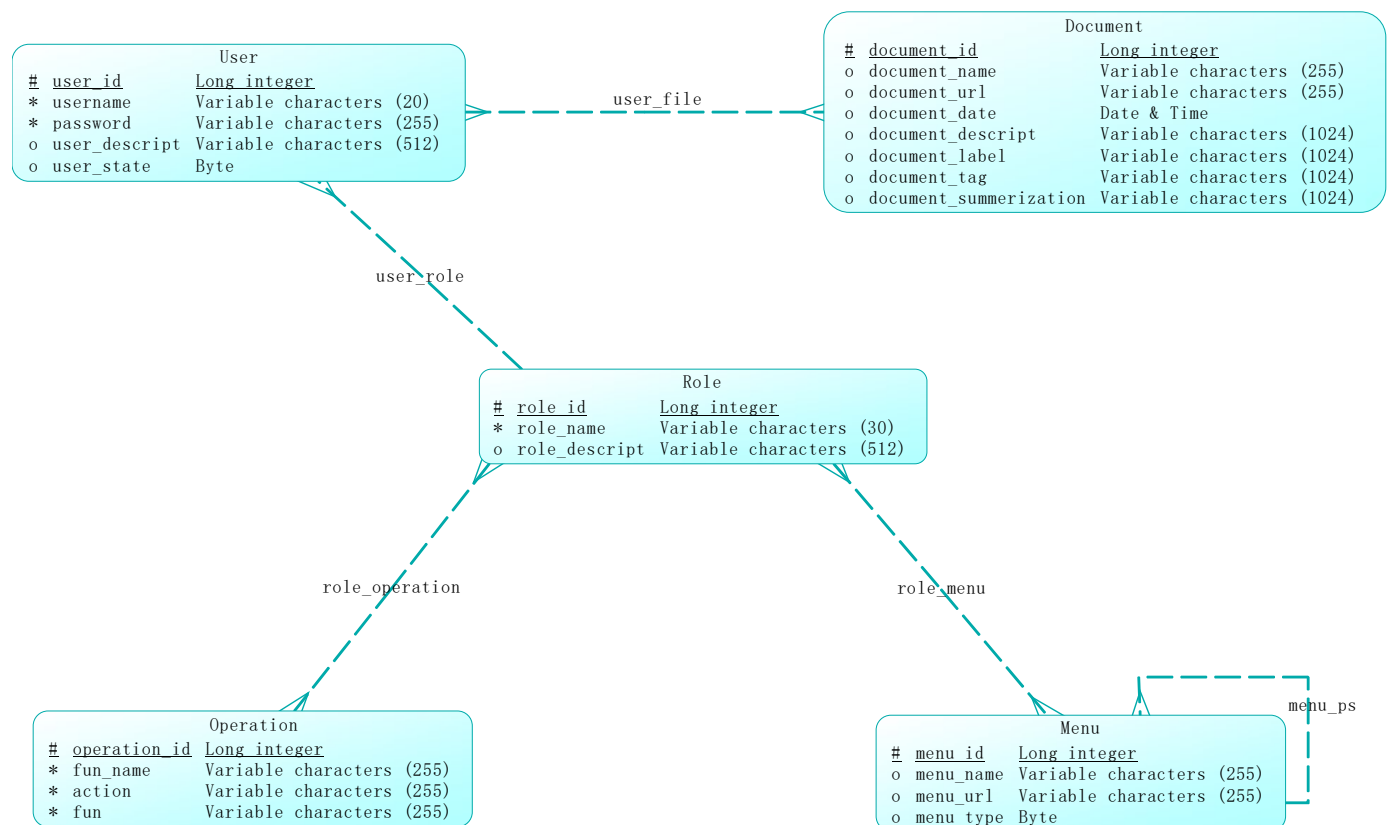 User
# user_id Long integer
* username Variable characters (20)
* password Variable characters (255)
o user_descript Variable characters (512)
o user_state Byte
user_file
Document
# document_id Long integer
o document_name Variable characters (255)
o document_url Variable characters (255)
o document_date Date & Time
o document_descript Variable characters (1024)
o document_label Variable characters (1024)
o document_tag Variable characters (1024)
o document_summerization Variable characters (1024)
user_role
Role
# role_id Long integer
* role_name Variable characters (30)
o role_descript Variable characters (512)
role_operation
role_menu
Operation
# operation_id Long integer
* fun_name Variable characters (255)
* action Variable characters (255)
* fun Variable characters (255)
menu_ps
Menu
# menu_id Long integer
o menu_name Variable characters (255)
o menu_url Variable characters (255)
o menu_type Byte